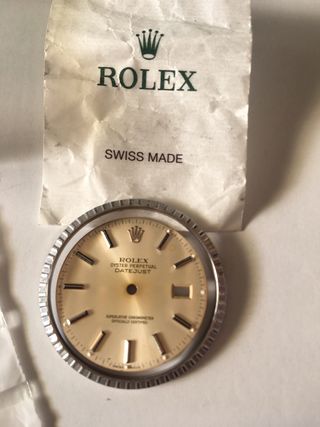 ROLEX
SWISS MADE
ROLEX
OYSTER PERPETUAL
DATEJUST
SUPERLATIVE CHRONOMETER
OFFICIALLY CERTIFIED